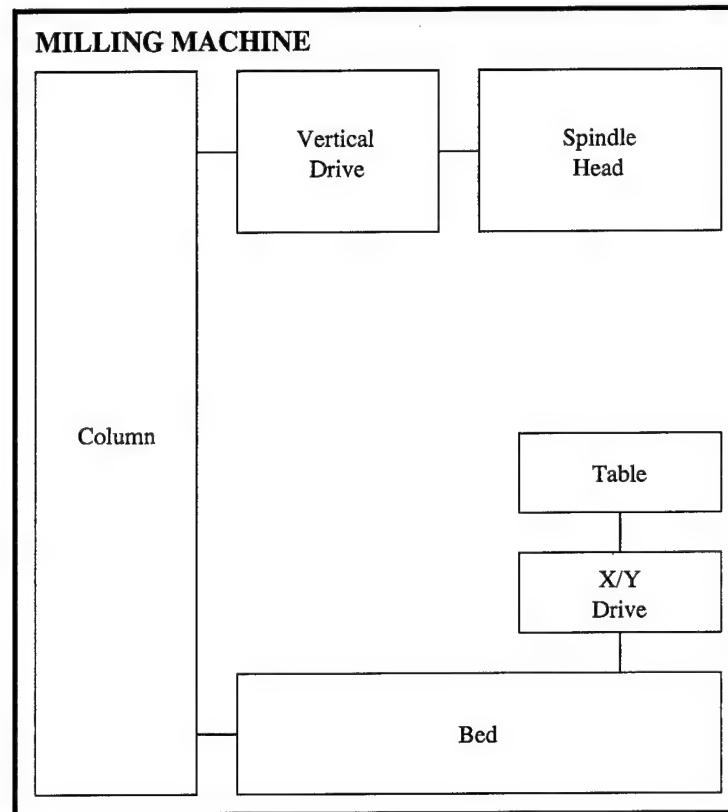 MILLING MACHINE
Vertical
Drive
Spindle
Head
Column
Table
X/Y
Drive
Bed